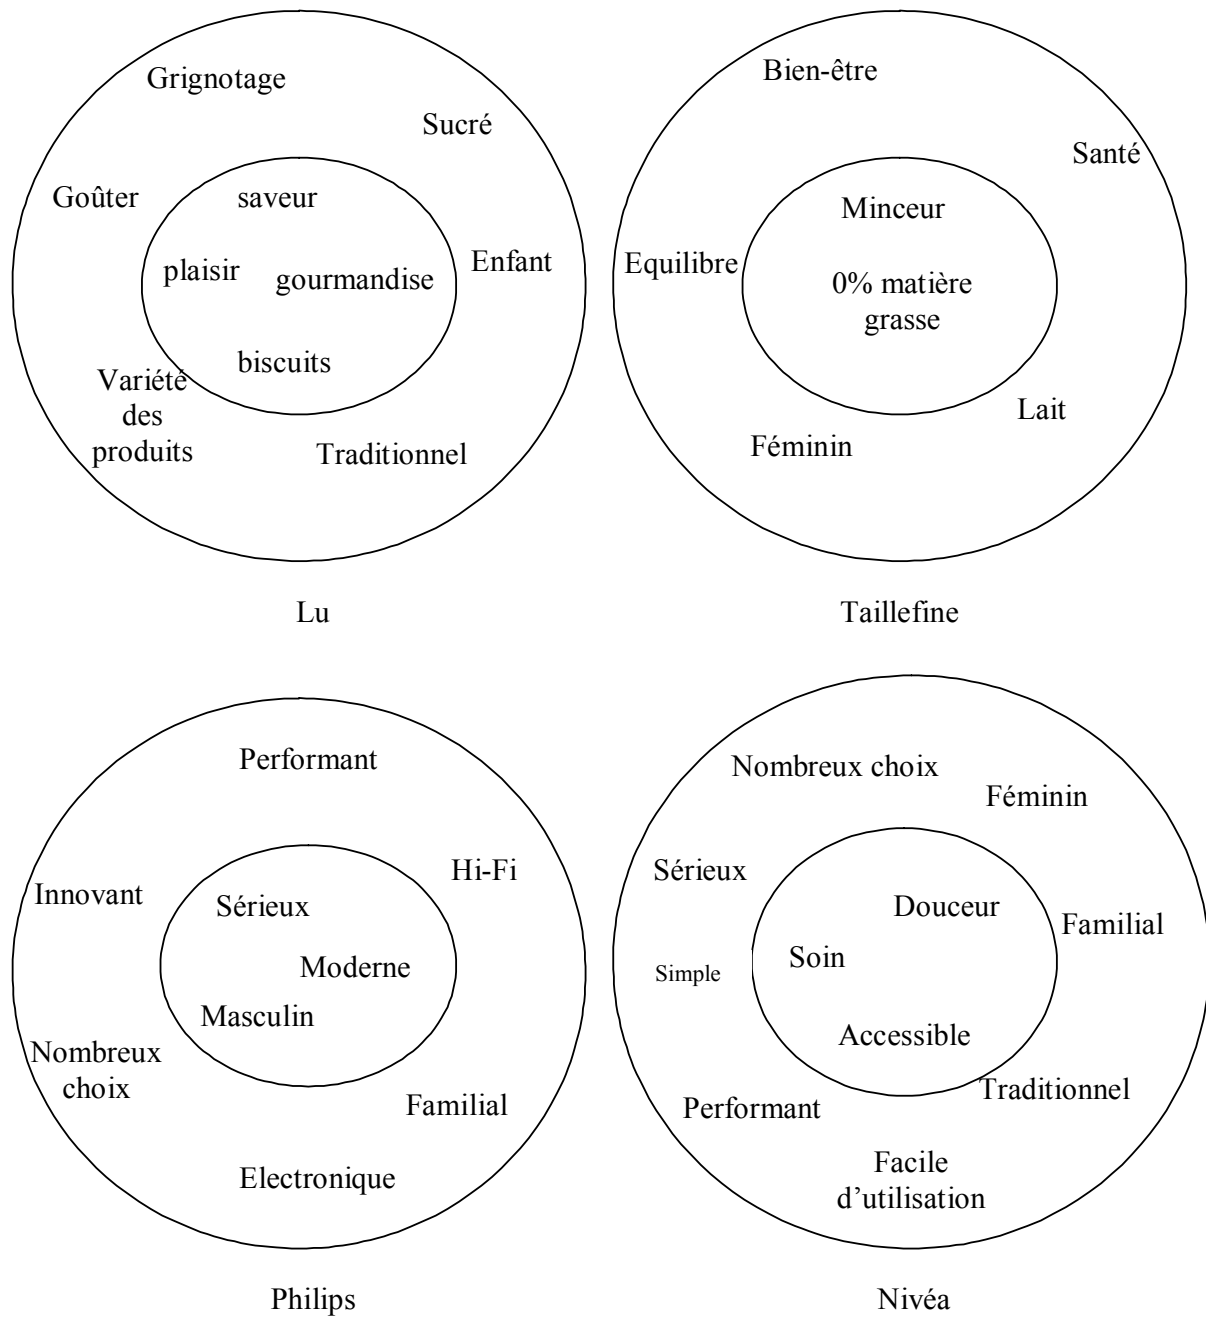 Grignotage
Sucré
Goûter
saveur
plaisir
gourmandise
Enfant
biscuits
Variété
des
produits
Traditionnel
Lu
Bien-être
Santé
Minceur
Equilibre
0% matière
grasse
Lait
Féminin
Taillefine
Performant
Hi-Fi
Innovant
Sérieux
Moderne
Masculin
Nombreux
choix
Familial
Electronique
Philips
Nombreux choix
Féminin
Sérieux
Douceur
Familial
Soin
Simple
Accessible
Traditionnel
Performant
Facile
d’utilisation
Nivéa